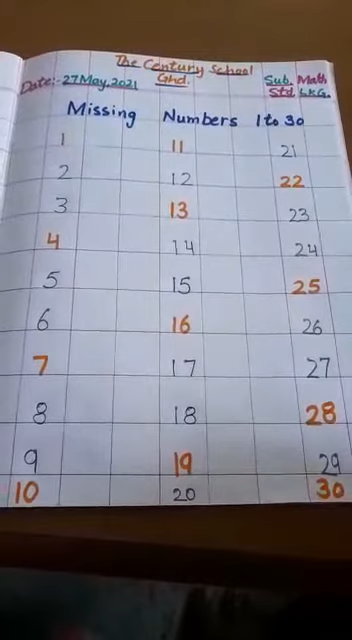 The Century School
Date:- 27 May, 2021 Ghd. Sub. Math
Std. LKG.
Missing Numbers 1 to 30
1 11 21
2 12 22
3 13 23
4 14 24
5 15 25
6 16 26
7 17 27
8 18 28
9 19 29
10 20 30